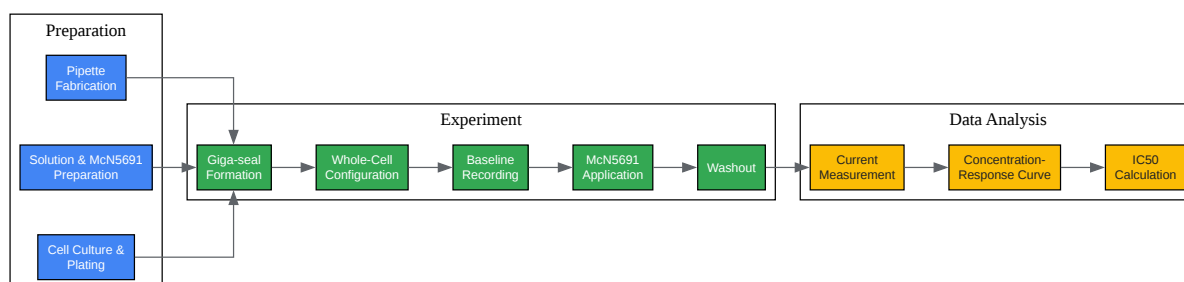 Preparation
Pipette
Fabrication
Solution & McN5691
Preparation
Cell Culture &
Plating
Experiment
Giga-seal
Formation
Whole-Cell
Configuration
Baseline
Recording
McN5691
Application
Washout
Data Analysis
Current
Measurement
Concentration-
Response Curve
IC50
Calculation